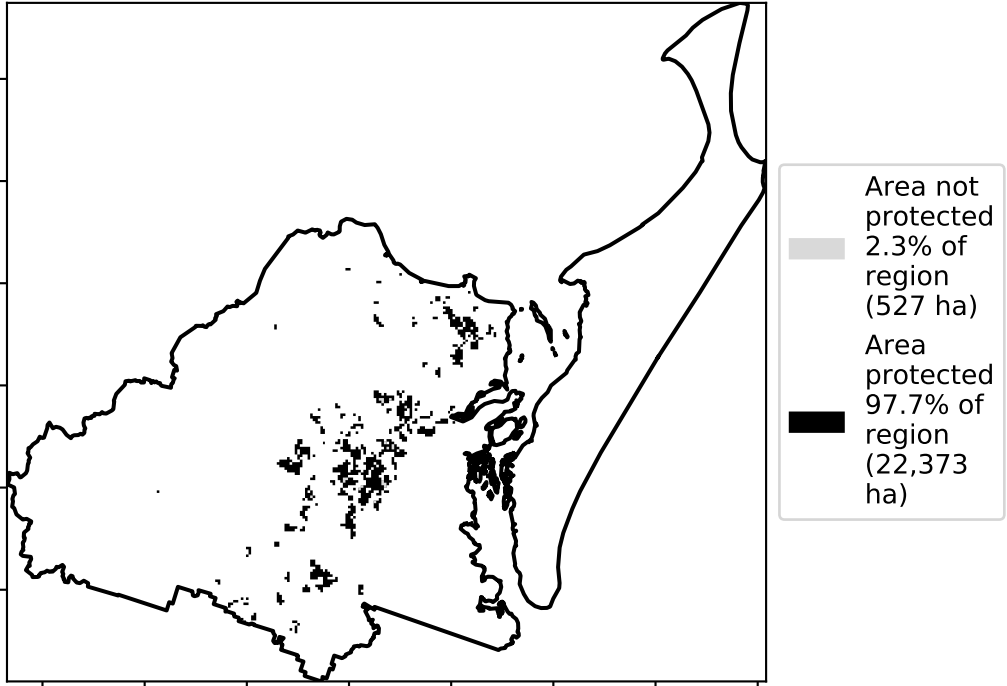 Area not
protected
2.3% of
region
(527 ha)
Area
protected
97.7% of
region
(22,373
ha)